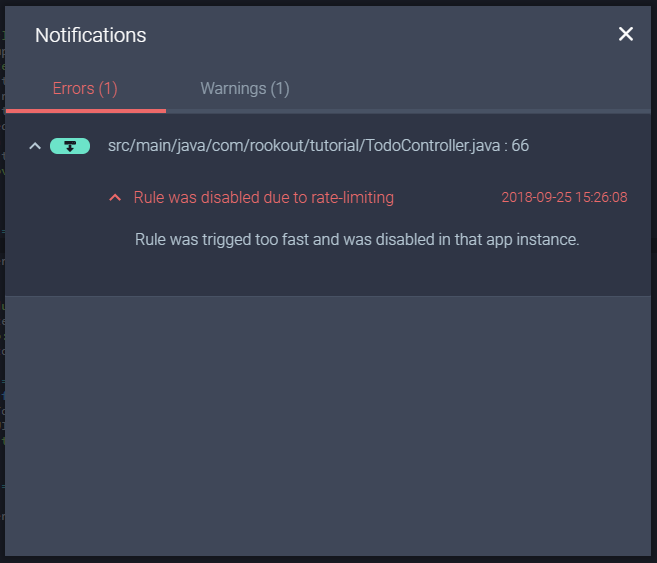 Notifications
Errors (1) Warnings (1)
src/main/java/com/rookout/tutorial/TodoController.java : 66
Rule was disabled due to rate-limiting 2018-09-25 15:26:08
Rule was trigged too fast and was disabled in that app instance.